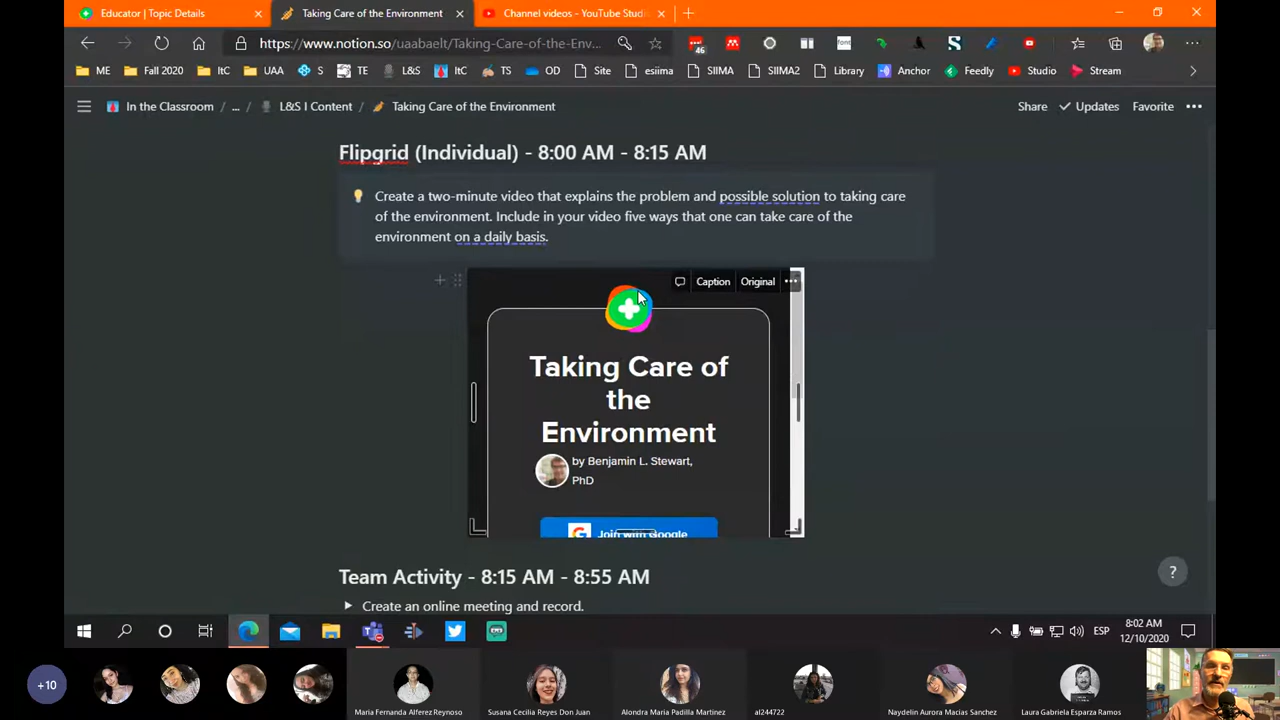 Educator | Topic Details
Taking Care of the Environment
Channel videos - YouTube Studi
https://www.notion.so/uaabaelt/Taking-Care-of-the-Env...
46
ME
Fall 2020
ItC
UAA
S
TE
L&S
ItC
TS
OD
Site
esiima
SIIMA
SIIMA2
Library
Anchor
Feedly
Studio
Stream
In the Classroom / ... / L&S I Content / Taking Care of the Environment
Share
Updates
Favorite
Flipgrid (Individual) - 8:00 AM - 8:15 AM
Create a two-minute video that explains the problem and possible solution to taking care
of the environment. Include in your video five ways that one can take care of the
environment on a daily basis.
Caption
Original
Taking Care of
the
Environment
by Benjamin L. Stewart,
PhD
Join with Google
Team Activity - 8:15 AM - 8:55 AM
Create an online meeting and record.
?
ESP
8:02 AM
12/10/2020
+10
Maria Fernanda Alferez Reynoso
Susana Cecilia Reyes Don Juan
Alondra Maria Padilla Martinez
al244722
Naydelin Aurora Macías Sanchez
Laura Gabriela Esparza Ramos